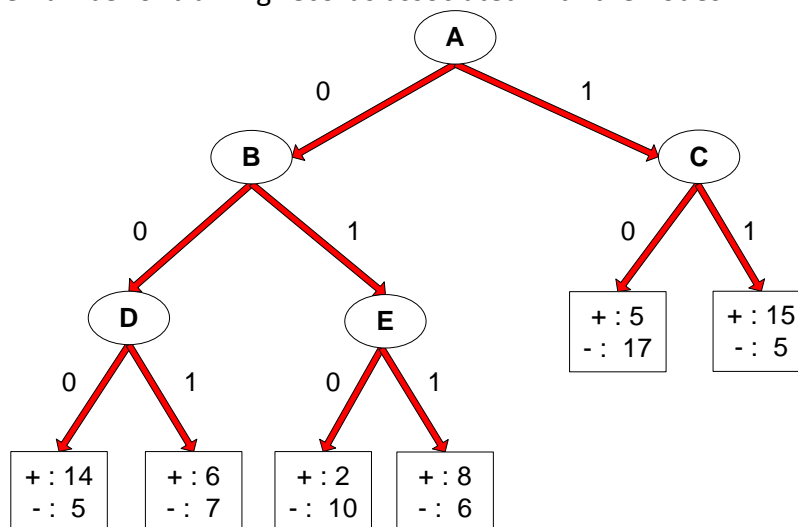 A
0 1
B C
0 1 0 1
D E
+ : 5 + : 15
- : 17 - : 5
0 1 0 1
+ : 14 + : 6 + : 2 + : 8
- : 5 - : 7 - : 10 - : 6